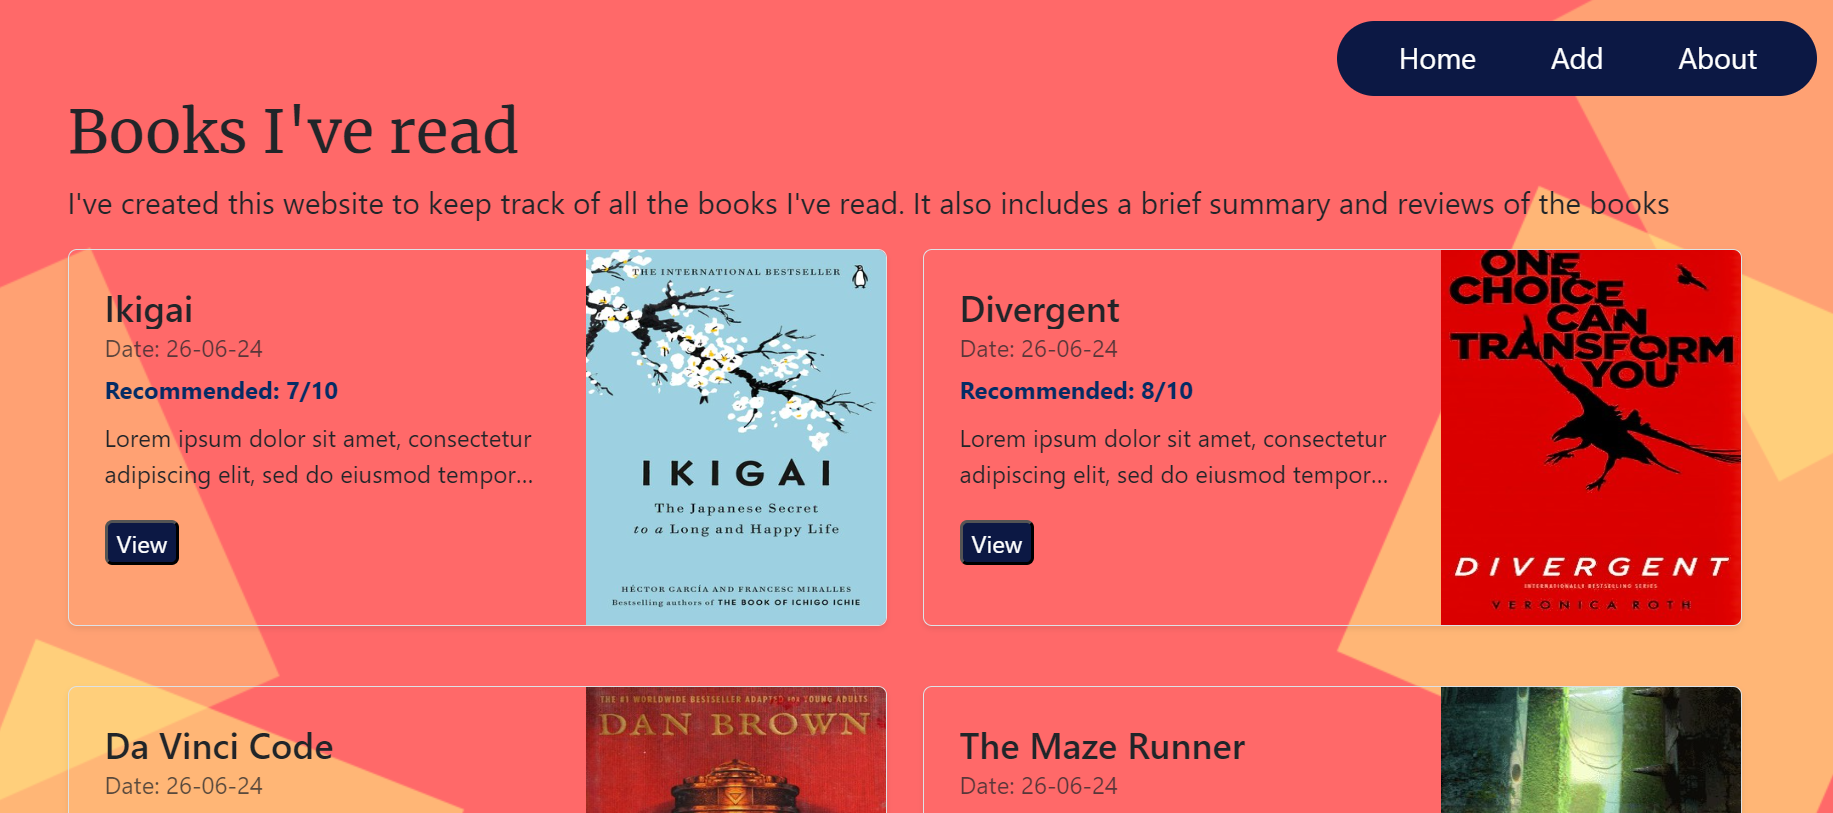 Home Add About
Books I've read
I've created this website to keep track of all the books I've read. It also includes a brief summary and reviews of the books
Ikigai
Date: 26-06-24
Recommended: 7/10
Lorem ipsum dolor sit amet, consectetur
adipiscing elit, sed do eiusmod tempor...
View
THE INTERNATIONAL BESTSELLER
IKIGAI
The Japanese Secret
to a Long and Happy Life
HÉCTOR GARCÍA AND FRANCESC MIRALLES
Bestselling authors of THE BOOK OF ICHIGO ICHIE
Divergent
Date: 26-06-24
Recommended: 8/10
Lorem ipsum dolor sit amet, consectetur
adipiscing elit, sed do eiusmod tempor...
View
ONE
CHOICE
CAN
TRANSFORM
YOU
DIVERGENT
INTERNATIONALLY BESTSELLING SERIES
VERONICA ROTH
Da Vinci Code
Date: 26-06-24
THE #1 WORLDWIDE BESTSELLER ADAPTED FOR YOUNG ADULTS
DAN BROWN
The Maze Runner
Date: 26-06-24